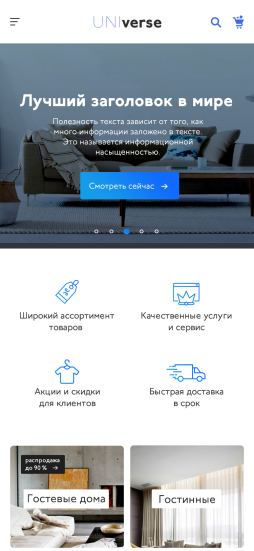 UNIverse
Лучший заголовок в мире
Полезность текста зависит от того, как
много информации заложено в тексте.
Это называется информационной
насыщенностью.
Смотреть сейчас →
Широкий ассортимент
товаров
Качественные услуги
и сервис
Акции и скидки
для клиентов
Быстрая доставка
в срок
распродажа
до 90 % →
Гостевые дома
Гостинные